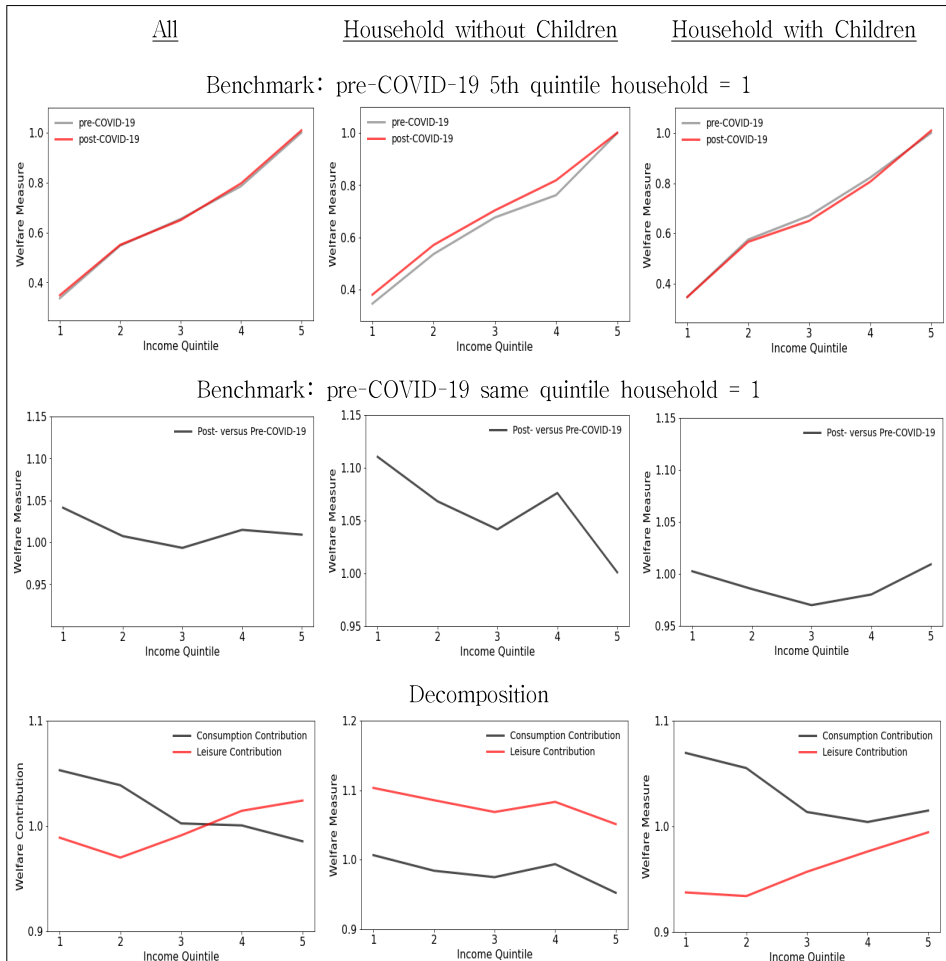 All
Household without Children
Household with Children
Benchmark: pre-COVID-19 5th quintile household = 1
Welfare Measure
1.0
0.8
0.6
0.4
pre-COVID-19
post-COVID-19
1 2 3 4 5
Income Quintile
Welfare Measure
1.0
0.8
0.6
0.4
pre-COVID-19
post-COVID-19
1 2 3 4 5
Income Quintile
Welfare Measure
1.0
0.8
0.6
0.4
pre-COVID-19
post-COVID-19
1 2 3 4 5
Income Quintile
Benchmark: pre-COVID-19 same quintile household = 1
Welfare Measure
1.15
1.10
1.05
1.00
0.95
Post- versus Pre-COVID-19
1 2 3 4 5
Income Quintile
Welfare Measure
1.15
1.10
1.05
1.00
0.95
Post- versus Pre-COVID-19
1 2 3 4 5
Income Quintile
Welfare Measure
1.15
1.10
1.05
1.00
0.95
Post- versus Pre-COVID-19
1 2 3 4 5
Income Quintile
Decomposition
Welfare Contribution
1.1
1.0
0.9
Consumption Contribution
Leisure Contribution
1 2 3 4 5
Income Quintile
Welfare Measure
1.2
1.1
1.0
0.9
Consumption Contribution
Leisure Contribution
1 2 3 4 5
Income Quintile
Welfare Measure
1.1
1.0
0.9
Consumption Contribution
Leisure Contribution
1 2 3 4 5
Income Quintile